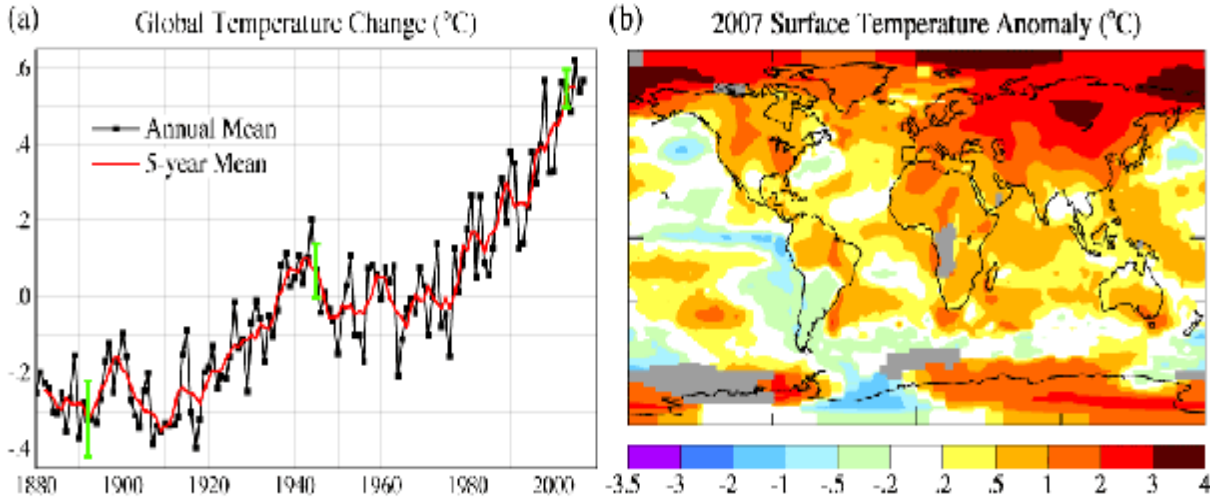 (a) Global Temperature Change (°C)
.6
.4
.2
.0
-.2
-.4
Annual Mean
5-year Mean
1880 1900 1920 1940 1960 1980 2000
(b) 2007 Surface Temperature Anomaly (°C)
-3.5 -3 -2 -1 -.5 -.2 .2 .5 1 2 3 4